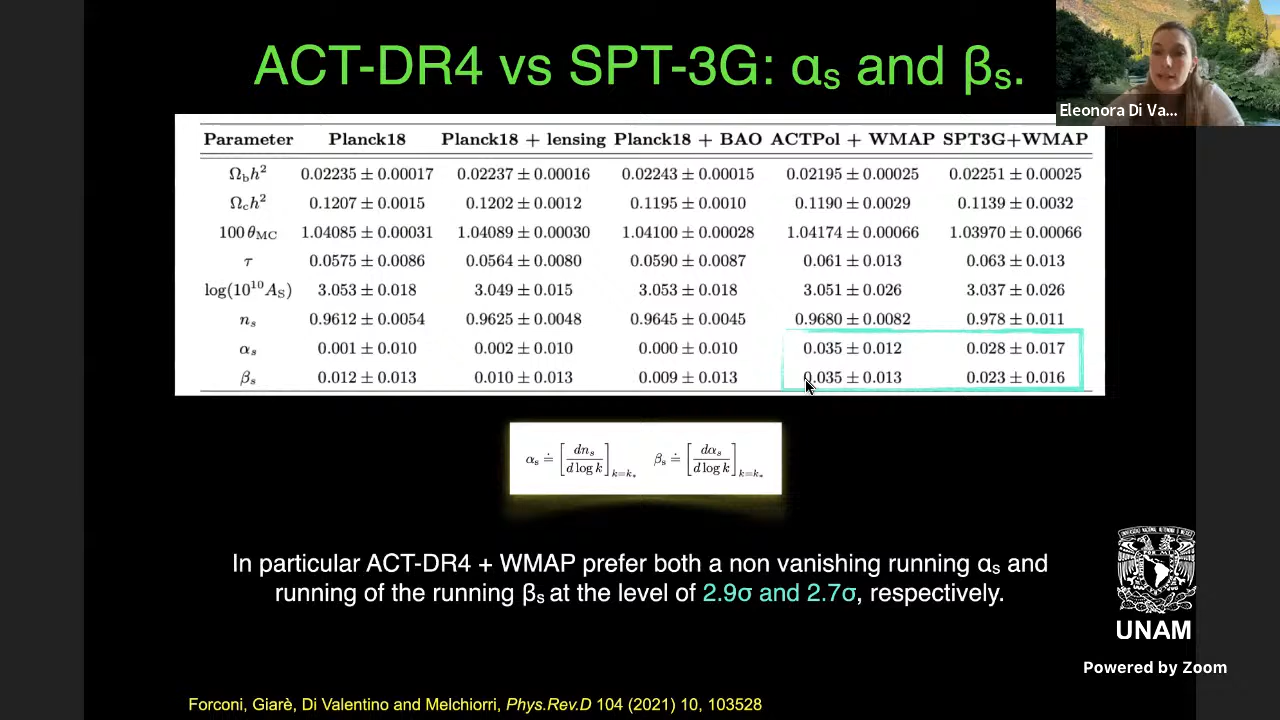 ACT-DR4 vs SPT-3G: αₛ and βₛ.
Eleonora Di Va...
Parameter Planck18 Planck18 + lensing Planck18 + BAO ACTPol + WMAP SPT3G+WMAP
Ω_b h² 0.02235 ± 0.00017 0.02237 ± 0.00016 0.02243 ± 0.00015 0.02195 ± 0.00025 0.02251 ± 0.00025
Ω_c h² 0.1207 ± 0.0015 0.1202 ± 0.0012 0.1195 ± 0.0010 0.1190 ± 0.0029 0.1139 ± 0.0032
100 θ_MC 1.04085 ± 0.00031 1.04089 ± 0.00030 1.04100 ± 0.00028 1.04174 ± 0.00066 1.03970 ± 0.00066
τ 0.0575 ± 0.0086 0.0564 ± 0.0080 0.0590 ± 0.0087 0.061 ± 0.013 0.063 ± 0.013
log(10¹⁰A_S) 3.053 ± 0.018 3.049 ± 0.015 3.053 ± 0.018 3.051 ± 0.026 3.037 ± 0.026
nₛ 0.9612 ± 0.0054 0.9625 ± 0.0048 0.9645 ± 0.0045 0.9680 ± 0.0082 0.978 ± 0.011
αₛ 0.001 ± 0.010 0.002 ± 0.010 0.000 ± 0.010 0.035 ± 0.012 0.028 ± 0.017
βₛ 0.012 ± 0.013 0.010 ± 0.013 0.009 ± 0.013 0.035 ± 0.013 0.023 ± 0.016
αₛ ≐ [dnₛ / d log k]_{k=k*} βₛ ≐ [dαₛ / d log k]_{k=k*}
In particular ACT-DR4 + WMAP prefer both a non vanishing running αₛ and
running of the running βₛ at the level of 2.9σ and 2.7σ, respectively.
UNAM
Powered by Zoom
Forconi, Giarè, Di Valentino and Melchiorri, Phys.Rev.D 104 (2021) 10, 103528